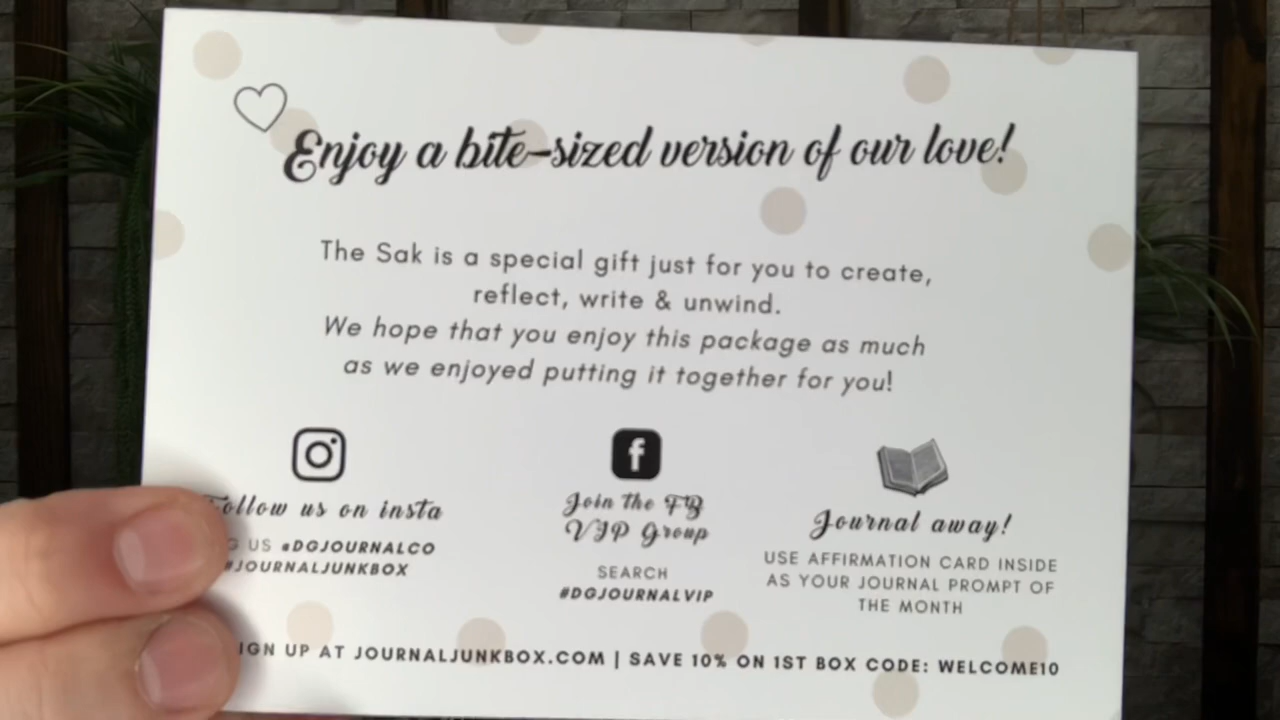 Enjoy a bite-sized version of our love!
The Sak is a special gift just for you to create,
reflect, write & unwind.
We hope that you enjoy this package as much
as we enjoyed putting it together for you!
Follow us on insta
G US @DGJOURNALCO
#JOURNALJUNKBOX
Join the FB
VIP Group
SEARCH
#DGJOURNALVIP
Journal away!
USE AFFIRMATION CARD INSIDE
AS YOUR JOURNAL PROMPT OF
THE MONTH
IGN UP AT JOURNALJUNKBOX.COM | SAVE 10% ON 1ST BOX CODE: WELCOME10